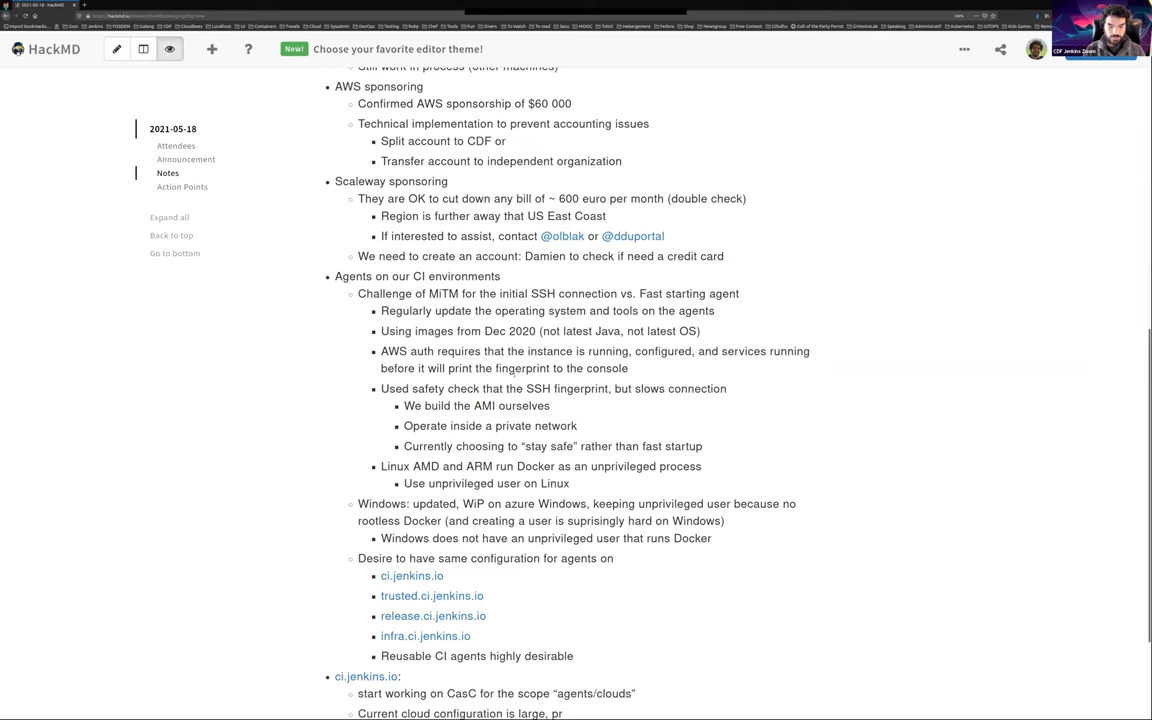 2021-05-18
HackMD
New! Choose your favorite editor theme!
CDF Jenkins Zoom
2021-05-18
Attendees
Announcement
Notes
Action Points
Expand all
Back to top
Go to bottom
Still work in process (other machines)
AWS sponsoring
Confirmed AWS sponsorship of $60 000
Technical implementation to prevent accounting issues
Split account to CDF or
Transfer account to independent organization
Scaleway sponsoring
They are OK to cut down any bill of ~ 600 euro per month (double check)
Region is further away that US East Coast
If interested to assist, contact @olblak or @dduportal
We need to create an account: Damien to check if need a credit card
Agents on our CI environments
Challenge of MiTM for the initial SSH connection vs. Fast starting agent
Regularly update the operating system and tools on the agents
Using images from Dec 2020 (not latest Java, not latest OS)
AWS auth requires that the instance is running, configured, and services running
before it will print the fingerprint to the console
Used safety check that the SSH fingerprint, but slows connection
We build the AMI ourselves
Operate inside a private network
Currently choosing to “stay safe” rather than fast startup
Linux AMD and ARM run Docker as an unprivileged process
Use unprivileged user on Linux
Windows: updated, WiP on azure Windows, keeping unprivileged user because no
rootless Docker (and creating a user is suprisingly hard on Windows)
Windows does not have an unprivileged user that runs Docker
Desire to have same configuration for agents on
ci.jenkins.io
trusted.ci.jenkins.io
release.ci.jenkins.io
infra.ci.jenkins.io
Reusable CI agents highly desirable
ci.jenkins.io:
start working on CasC for the scope “agents/clouds”
Current cloud configuration is large, pr